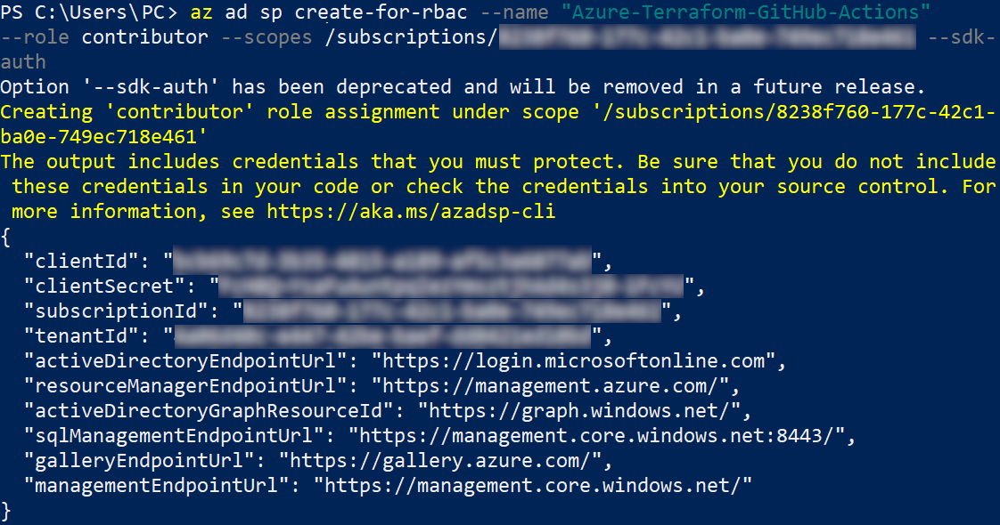 PS C:\Users\PC> az ad sp create-for-rbac --name "Azure-Terraform-GitHub-Actions"
--role contributor --scopes /subscriptions/ --sdk-
auth
Option '--sdk-auth' has been deprecated and will be removed in a future release.
Creating 'contributor' role assignment under scope '/subscriptions/8238f760-177c-42c1-
ba0e-749ec718e461'
The output includes credentials that you must protect. Be sure that you do not include
these credentials in your code or check the credentials into your source control. For
more information, see https://aka.ms/azadsp-cli
{
"clientId": "",
"clientSecret": "",
"subscriptionId": "",
"tenantId": "",
"activeDirectoryEndpointUrl": "https://login.microsoftonline.com",
"resourceManagerEndpointUrl": "https://management.azure.com/",
"activeDirectoryGraphResourceId": "https://graph.windows.net/",
"sqlManagementEndpointUrl": "https://management.core.windows.net:8443/",
"galleryEndpointUrl": "https://gallery.azure.com/",
"managementEndpointUrl": "https://management.core.windows.net/"
}